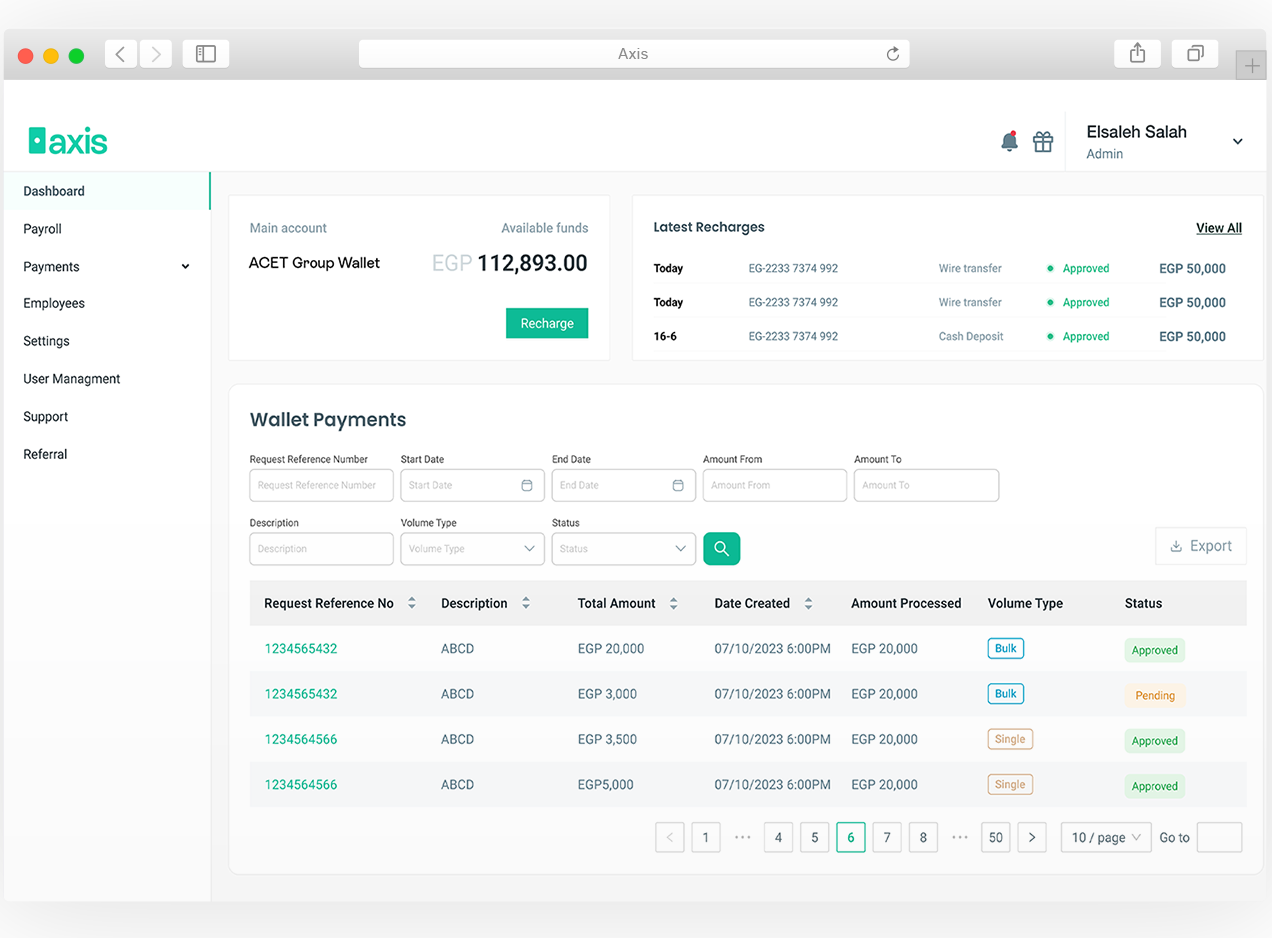 Axis
axis
Elsaleh Salah
Admin
Dashboard
Payroll
Payments
Employees
Settings
User Managment
Support
Referral
Main account Available funds
ACET Group Wallet EGP 112,893.00
Recharge
Latest Recharges View All
Today EG-2233 7374 992 Wire transfer Approved EGP 50,000
Today EG-2233 7374 992 Wire transfer Approved EGP 50,000
16-6 EG-2233 7374 992 Cash Deposit Approved EGP 50,000
Wallet Payments
Request Reference Number Start Date End Date Amount From Amount To
Request Reference Number Start Date End Date Amount From Amount To
Description Volume Type Status
Description Volume Type Status
Export
Request Reference No Description Total Amount Date Created Amount Processed Volume Type Status
1234565432 ABCD EGP 20,000 07/10/2023 6:00PM EGP 20,000 Bulk Approved
1234565432 ABCD EGP 3,000 07/10/2023 6:00PM EGP 20,000 Bulk Pending
1234564566 ABCD EGP 3,500 07/10/2023 6:00PM EGP 20,000 Single Approved
1234564566 ABCD EGP5,000 07/10/2023 6:00PM EGP 20,000 Single Approved
< 1 ••• 4 5 6 7 8 ••• 50 > 10 / page Go to